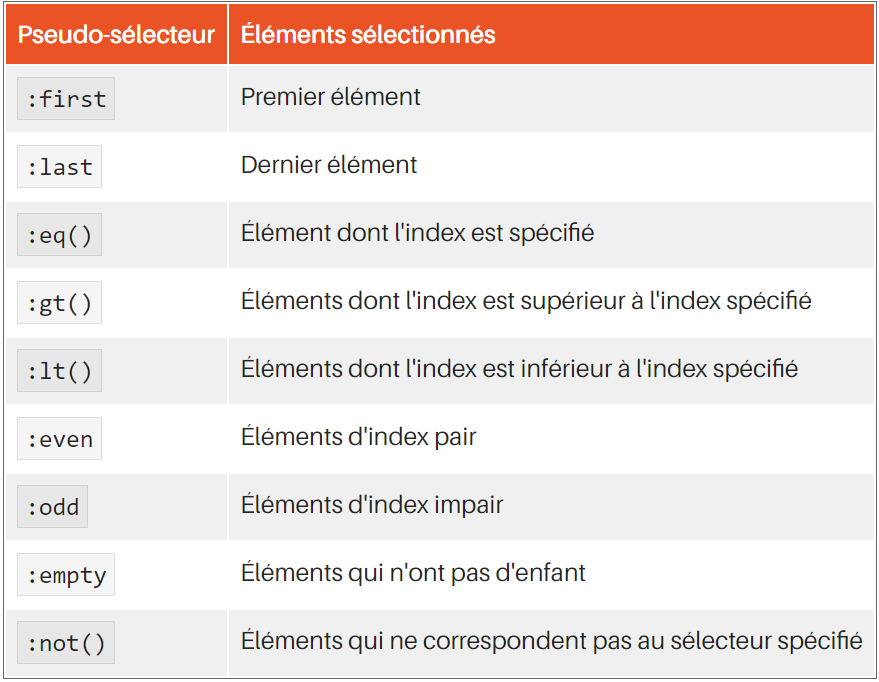 Pseudo-sélecteur Éléments sélectionnés
:first Premier élément
:last Dernier élément
:eq() Élément dont l'index est spécifié
:gt() Éléments dont l'index est supérieur à l'index spécifié
:lt() Éléments dont l'index est inférieur à l'index spécifié
:even Éléments d'index pair
:odd Éléments d'index impair
:empty Éléments qui n'ont pas d'enfant
:not() Éléments qui ne correspondent pas au sélecteur spécifié